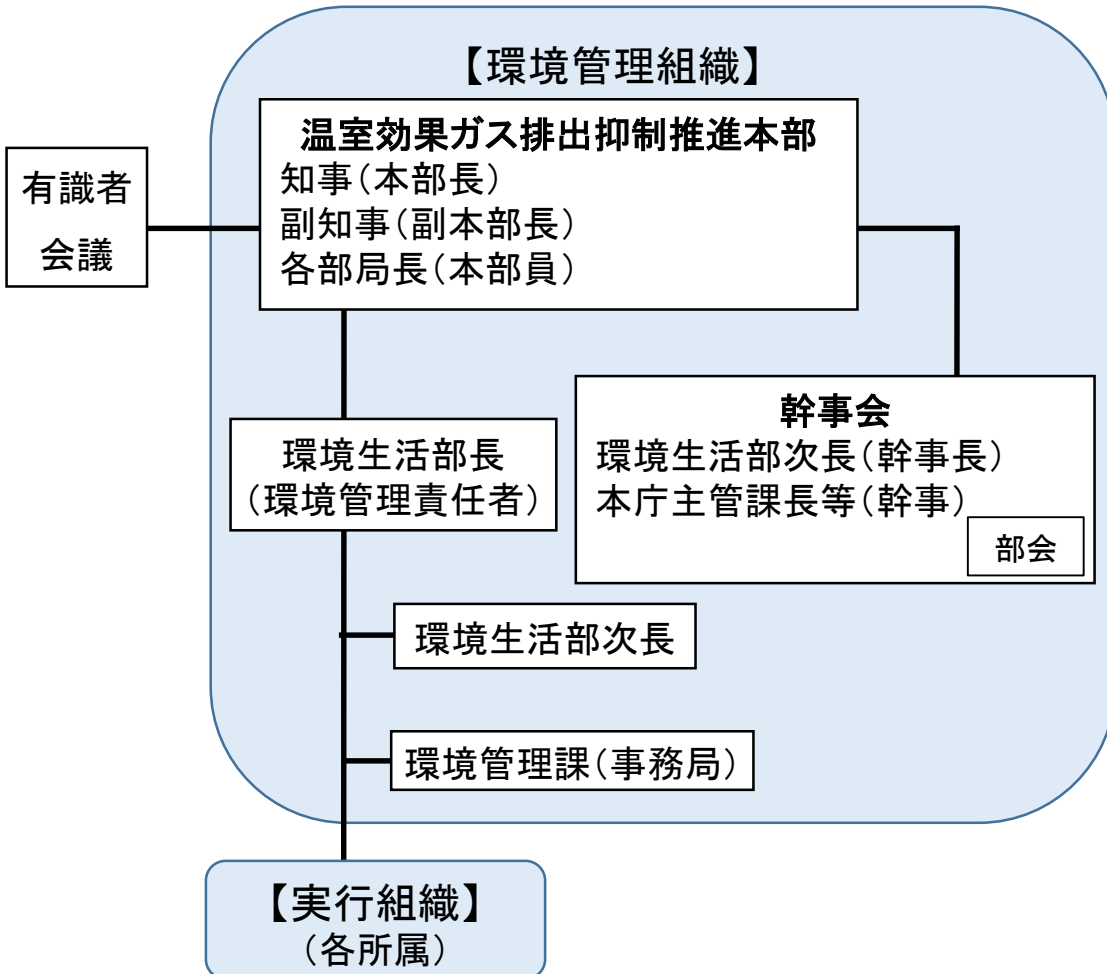 【環境管理組織】
温室効果ガス排出抑制推進本部
知事(本部長)
副知事(副本部長)
各部局長(本部員)
有識者
会議
幹事会
環境生活部次長(幹事長)
本庁主管課長等(幹事)
部会
環境生活部長
(環境管理責任者)
環境生活部次長
環境管理課(事務局)
【実行組織】
(各所属)